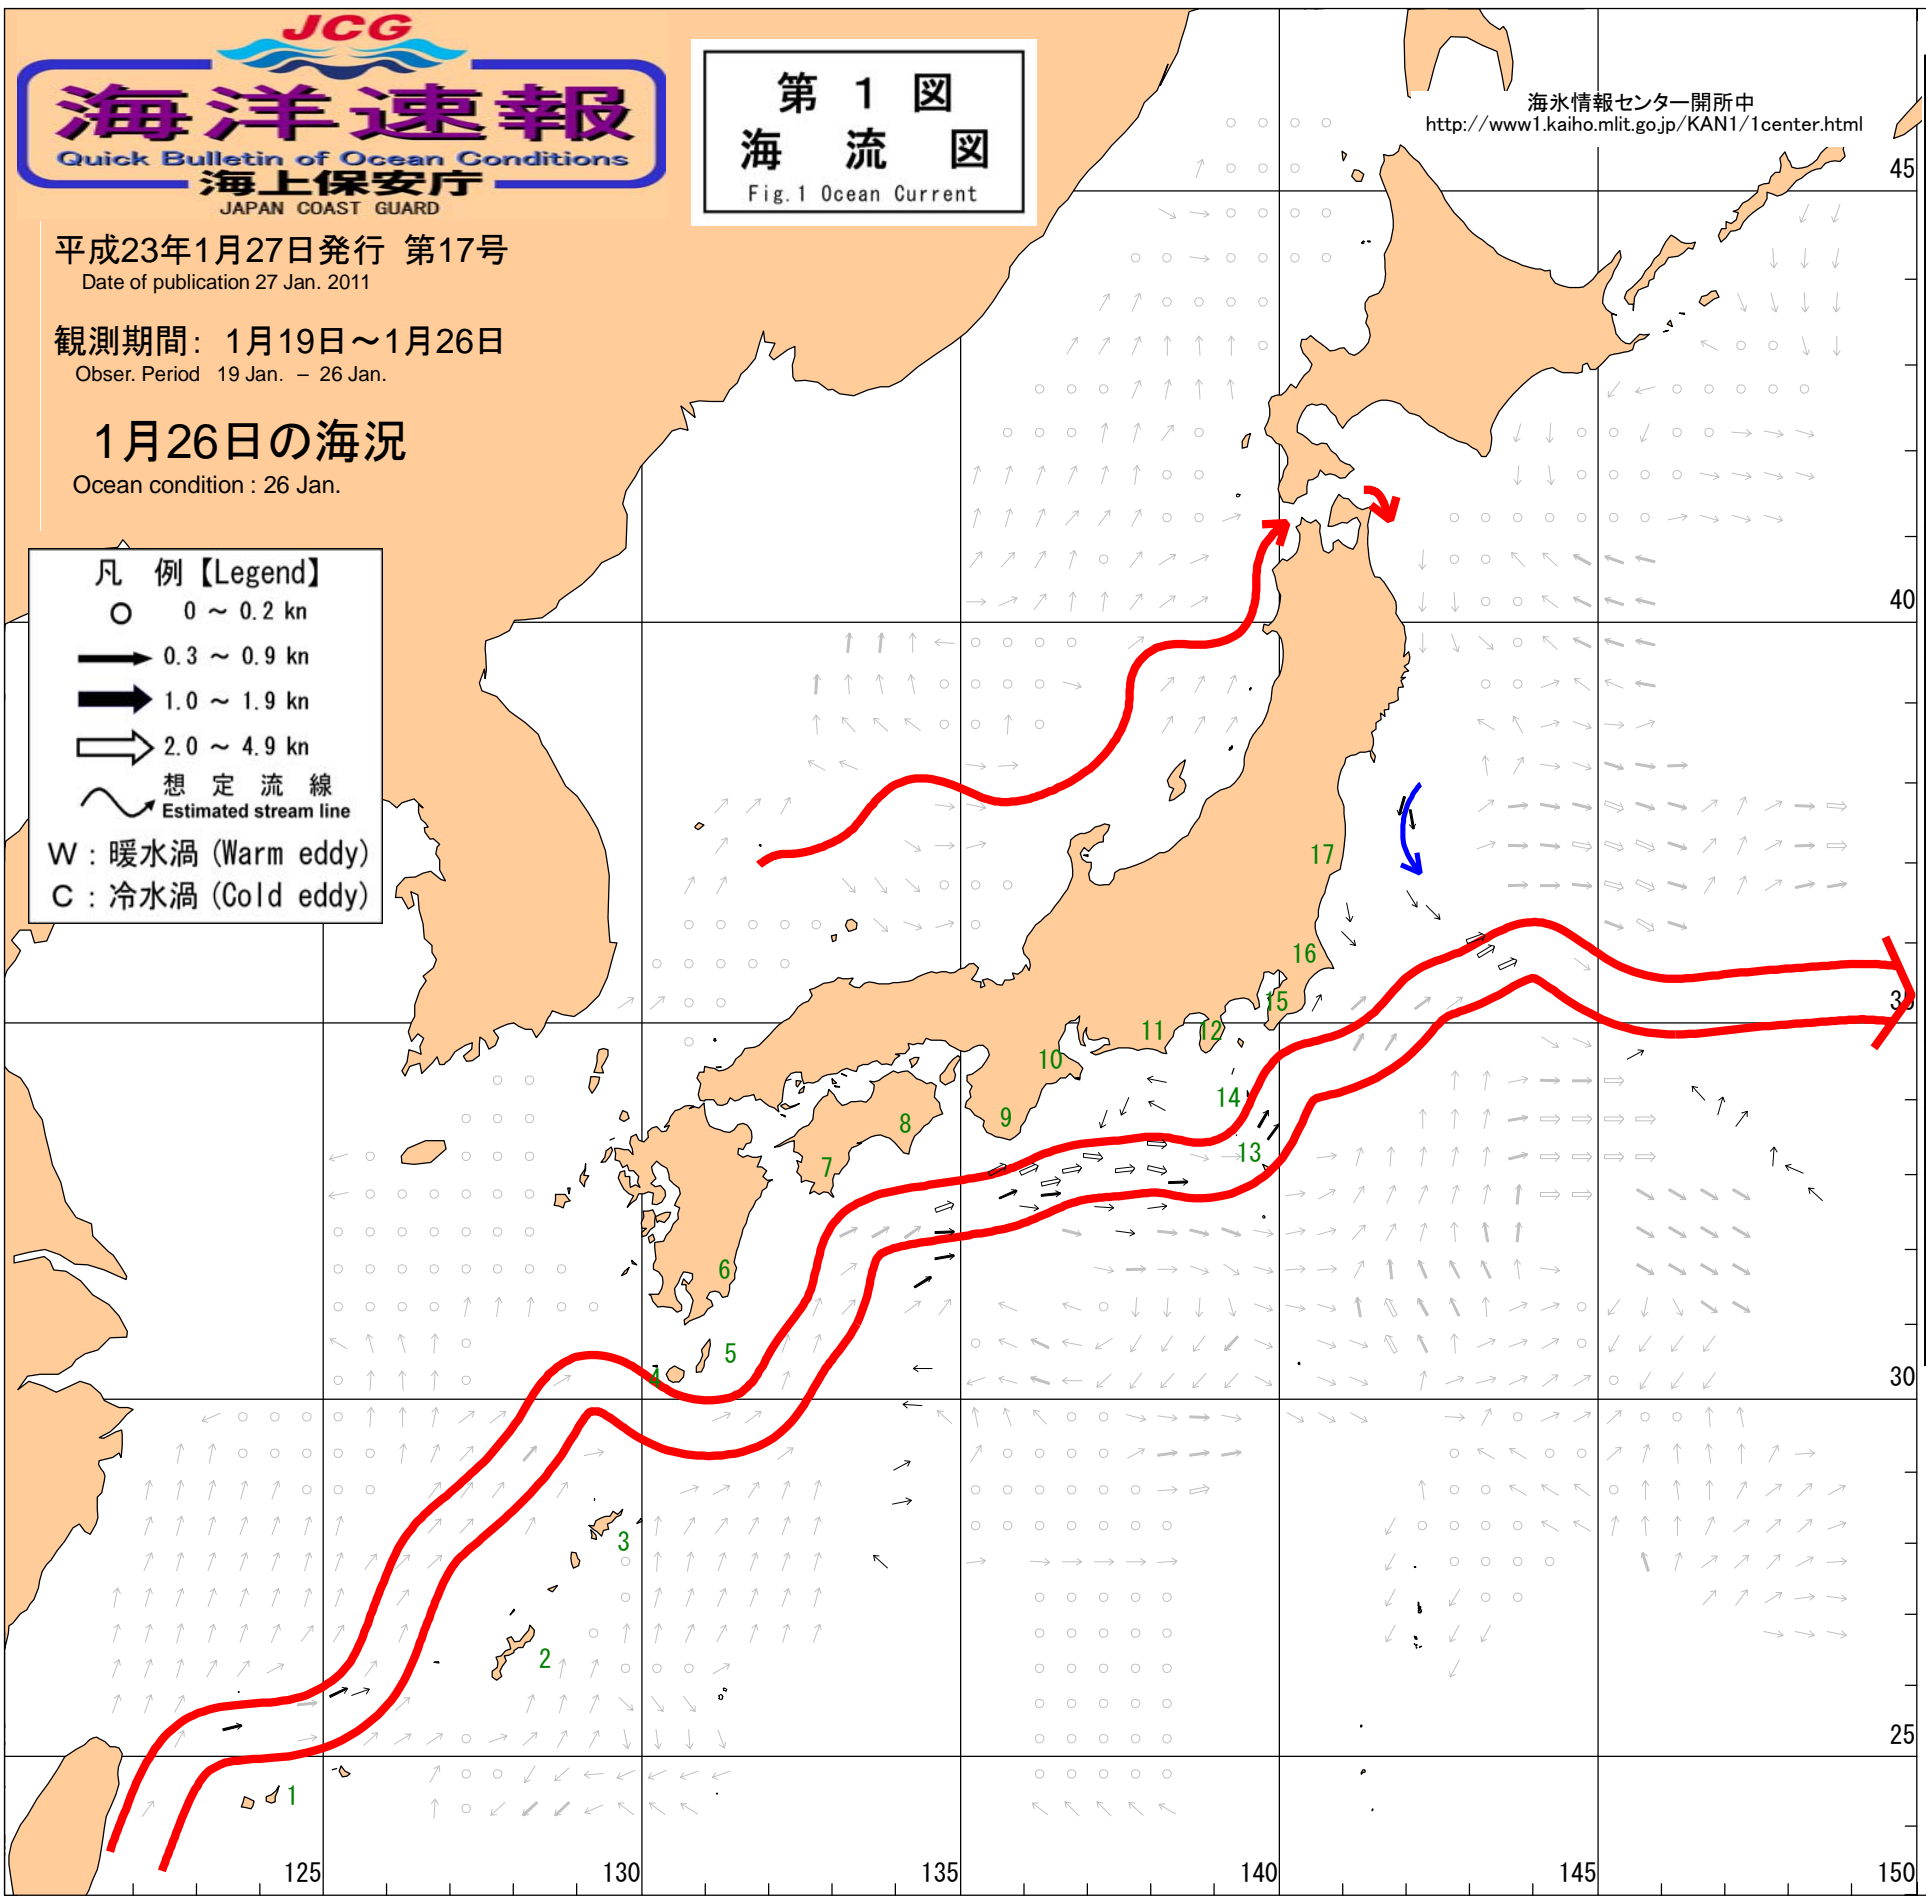 JCG
海洋速報
Quick Bulletin of Ocean Conditions
海上保安庁
JAPAN COAST GUARD
第 1 図
海 流 図
Fig.1 Ocean Current
海氷情報センター開所中
http://www1.kaiho.mlit.go.jp/KAN1/1center.html
平成23年1月27日発行 第17号
Date of publication 27 Jan. 2011
観測期間: 1月19日～1月26日
Obser. Period 19 Jan. – 26 Jan.
1月26日の海況
Ocean condition : 26 Jan.
凡 例【Legend】
0 ～ 0.2 kn
0.3 ～ 0.9 kn
1.0 ～ 1.9 kn
2.0 ～ 4.9 kn
想 定 流 線
Estimated stream line
W : 暖水渦 (Warm eddy)
C : 冷水渦 (Cold eddy)
45
40
35
30
25
17
16
15
12
11
10
14
9
8
13
7
6
5
4
3
2
1
125
130
135
140
145
150